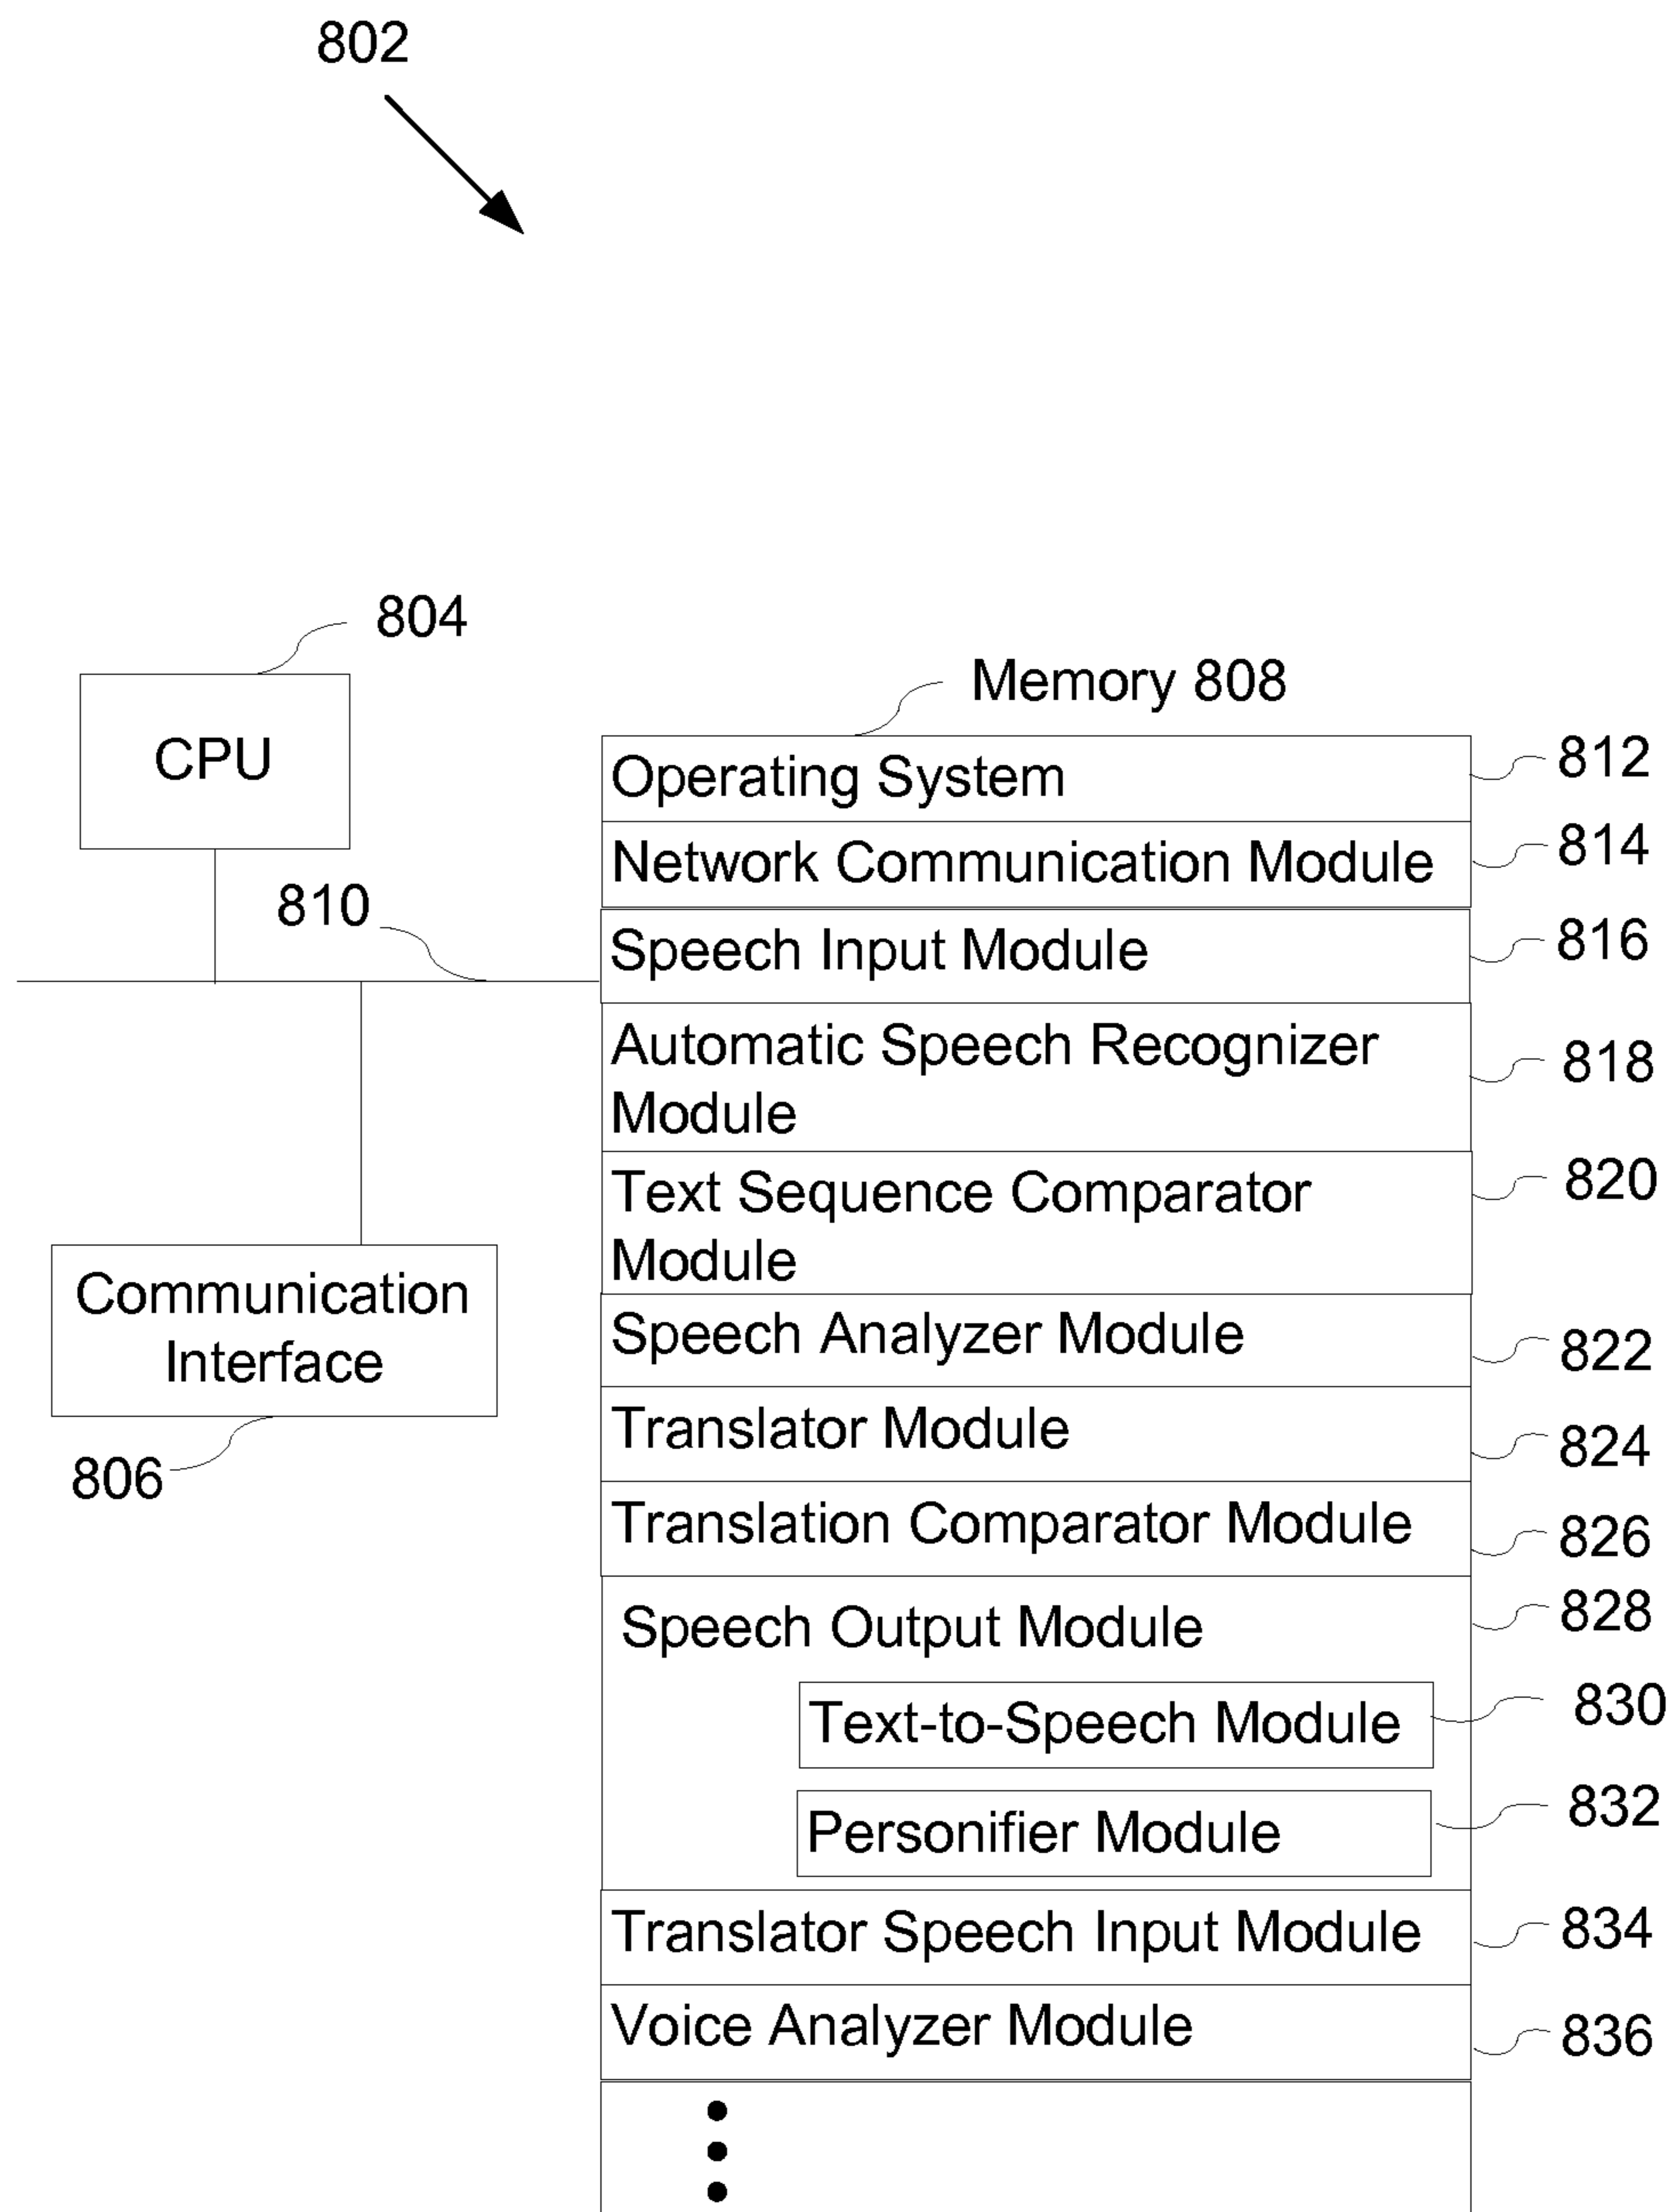 802
804
CPU
Memory 808
Operating System
812
Network Communication Module
814
810
Speech Input Module
816
Automatic Speech Recognizer
Module
818
Text Sequence Comparator
Module
820
Communication
Interface
806
Speech Analyzer Module
822
Translator Module
824
Translation Comparator Module
826
Speech Output Module
828
Text-to-Speech Module
830
Personifier Module
832
Translator Speech Input Module
834
Voice Analyzer Module
836